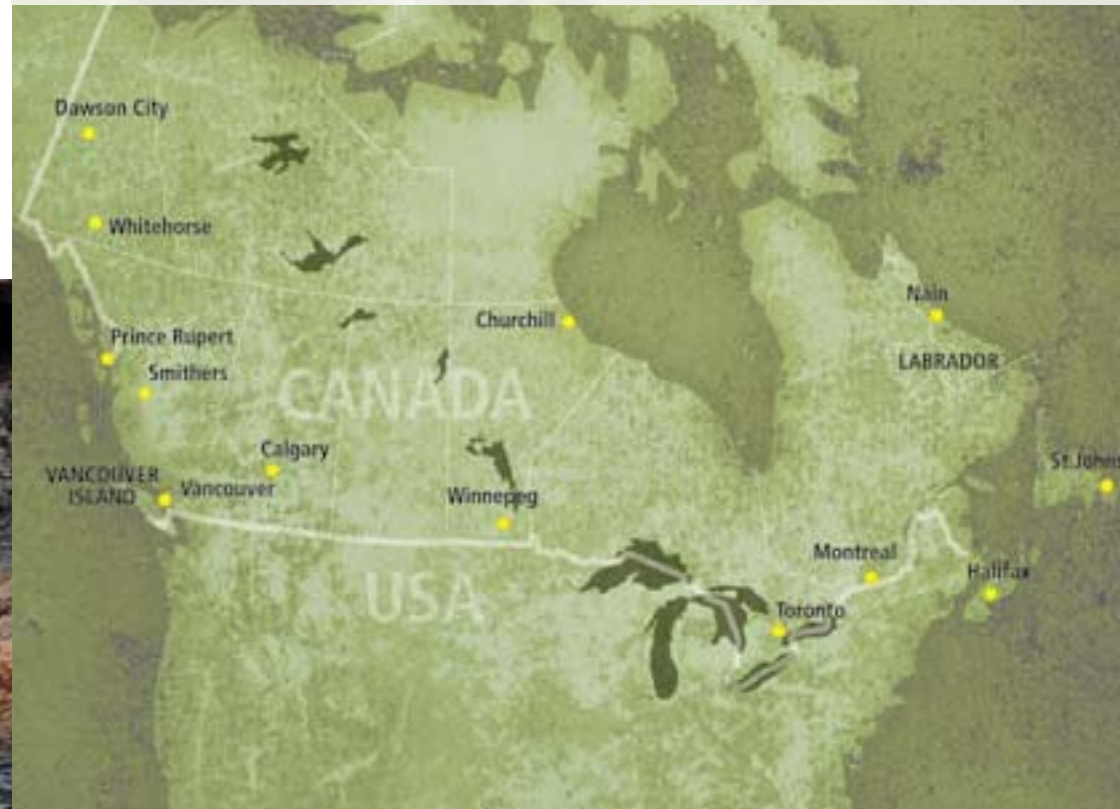 Dawson City
Whitehorse
Nain
Churchill
Prince Rupert
LABRADOR
Smithers
CANADA
Calgary
St.Johns
VANCOUVER
ISLAND
Vancouver
Winnepeg
Montreal
Halifax
USA
Toronto